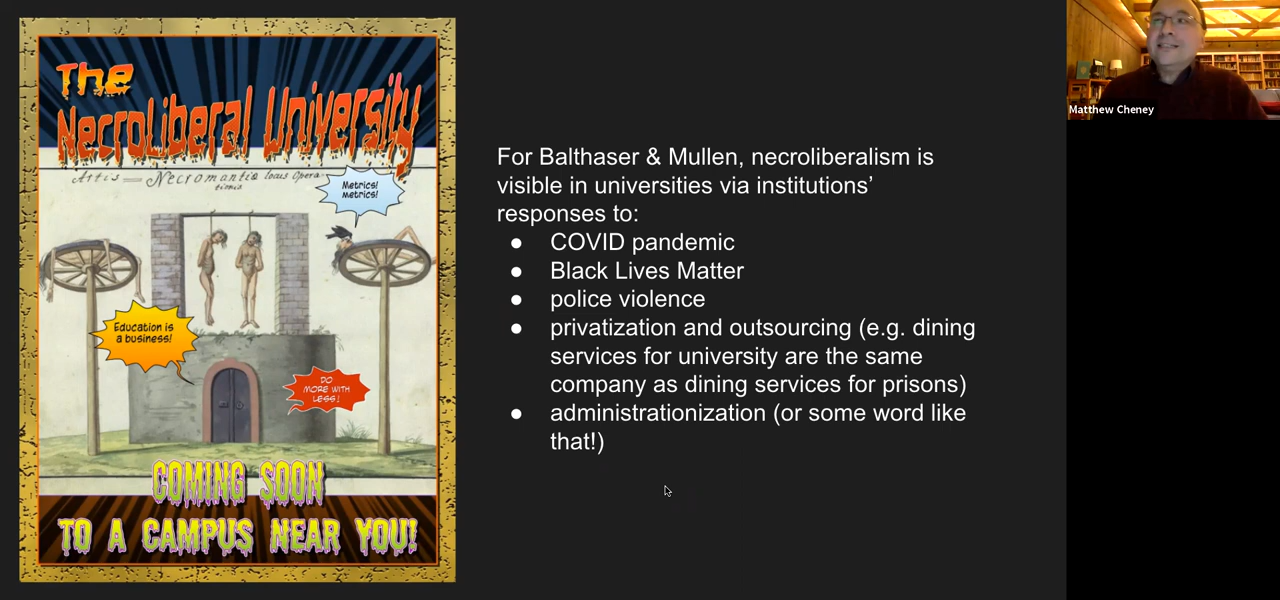 The
NecroLiberal University
Artis Necromantia locus Opera-
tionis
Metrics!
Metrics!
Education is
a business!
DO
MORE WITH
LESS!
COMING SOON
TO A CAMPUS NEAR YOU!
For Balthaser & Mullen, necroliberalism is
visible in universities via institutions’
responses to:
● COVID pandemic
● Black Lives Matter
● police violence
● privatization and outsourcing (e.g. dining
services for university are the same
company as dining services for prisons)
● administrationization (or some word like
that!)
Matthew Cheney